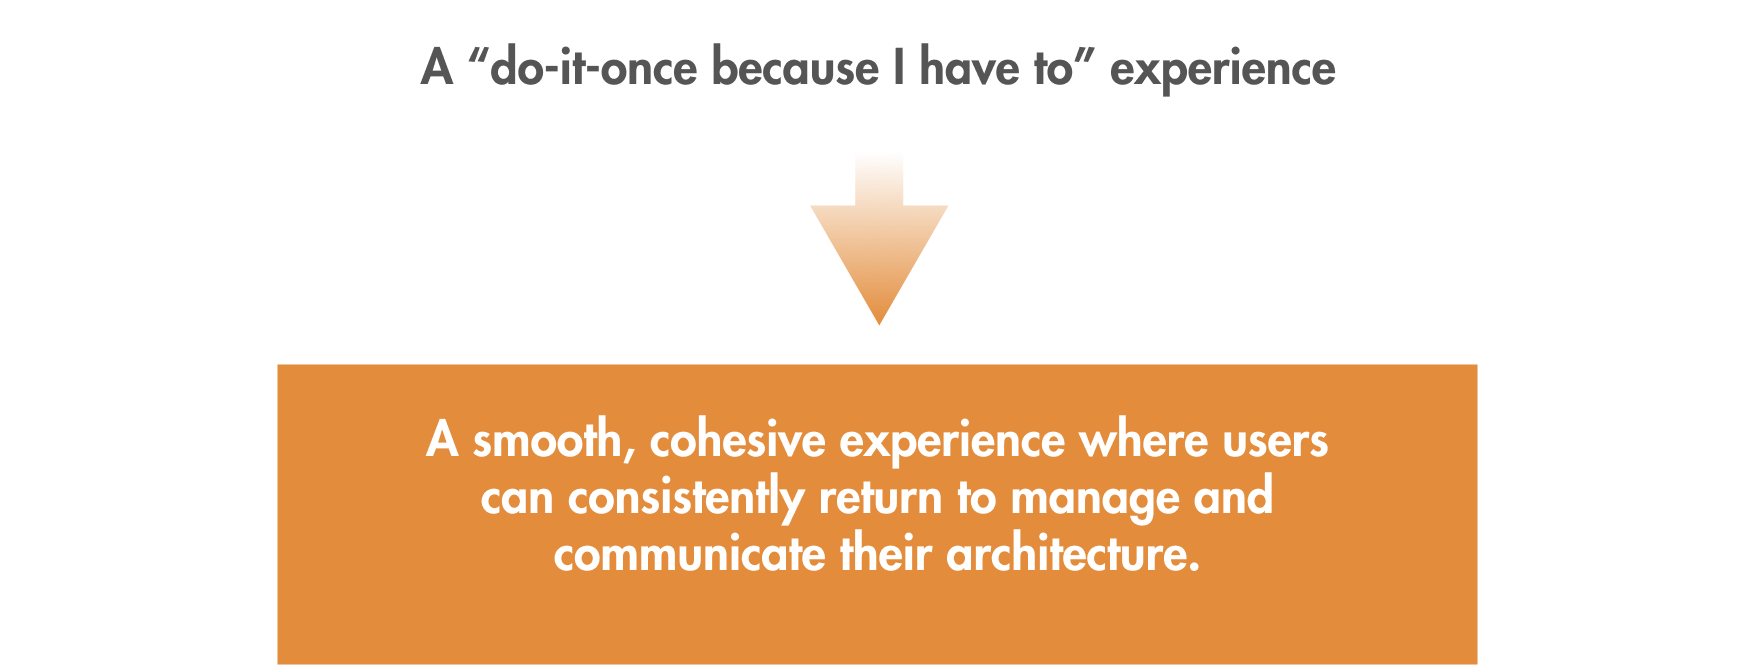 A “do-it-once because I have to” experience
A smooth, cohesive experience where users
can consistently return to manage and
communicate their architecture.